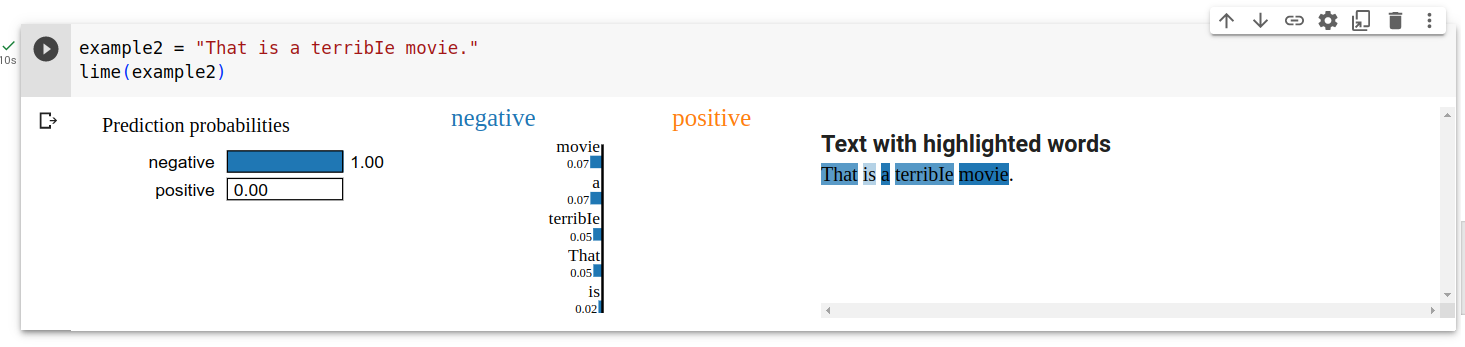 example2 = "That is a terribIe movie."
10s
lime(example2)
Prediction probabilities
negative 1.00
positive 0.00
negative positive
movie
0.07
a
0.07
terribIe
0.05
That
0.05
is
0.02
Text with highlighted words
That is a terribIe movie.